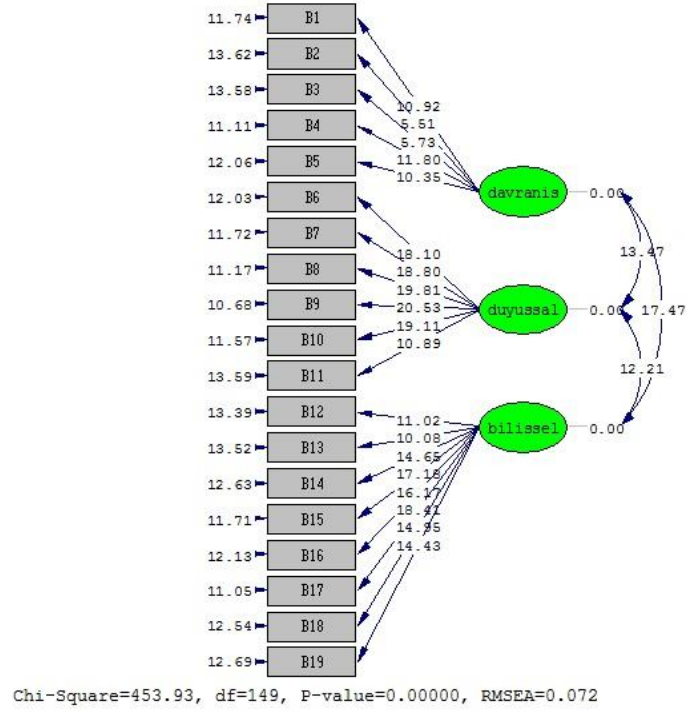 11.74 B1
13.62 B2
13.58 B3
11.11 B4
12.06 B5
12.03 B6
11.72 B7
11.17 B8
10.68 B9
11.57 B10
13.59 B11
13.39 B12
13.52 B13
12.63 B14
11.71 B15
12.13 B16
11.05 B17
12.54 B18
12.69 B19
10.92
5.51
5.73
11.80
10.35
18.10
18.80
19.81
20.53
19.11
10.89
11.02
10.08
14.65
17.18
16.17
18.41
14.95
14.43
davranis 0.00
duyussal 0.00
bilissel 0.00
13.47
17.47
12.21
Chi-Square=453.93, df=149, P-value=0.00000, RMSEA=0.072